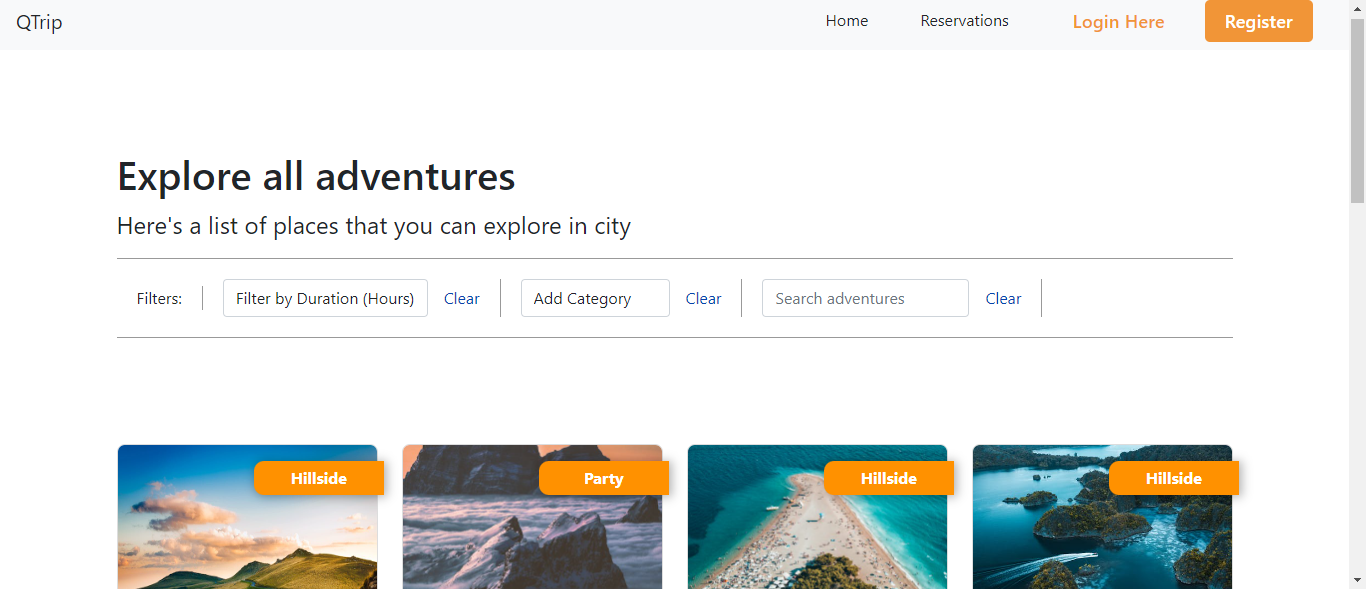 QTrip Home Reservations Login Here Register
Explore all adventures
Here's a list of places that you can explore in city
Filters: Filter by Duration (Hours) Clear Add Category Clear Search adventures Clear
Hillside Party Hillside Hillside